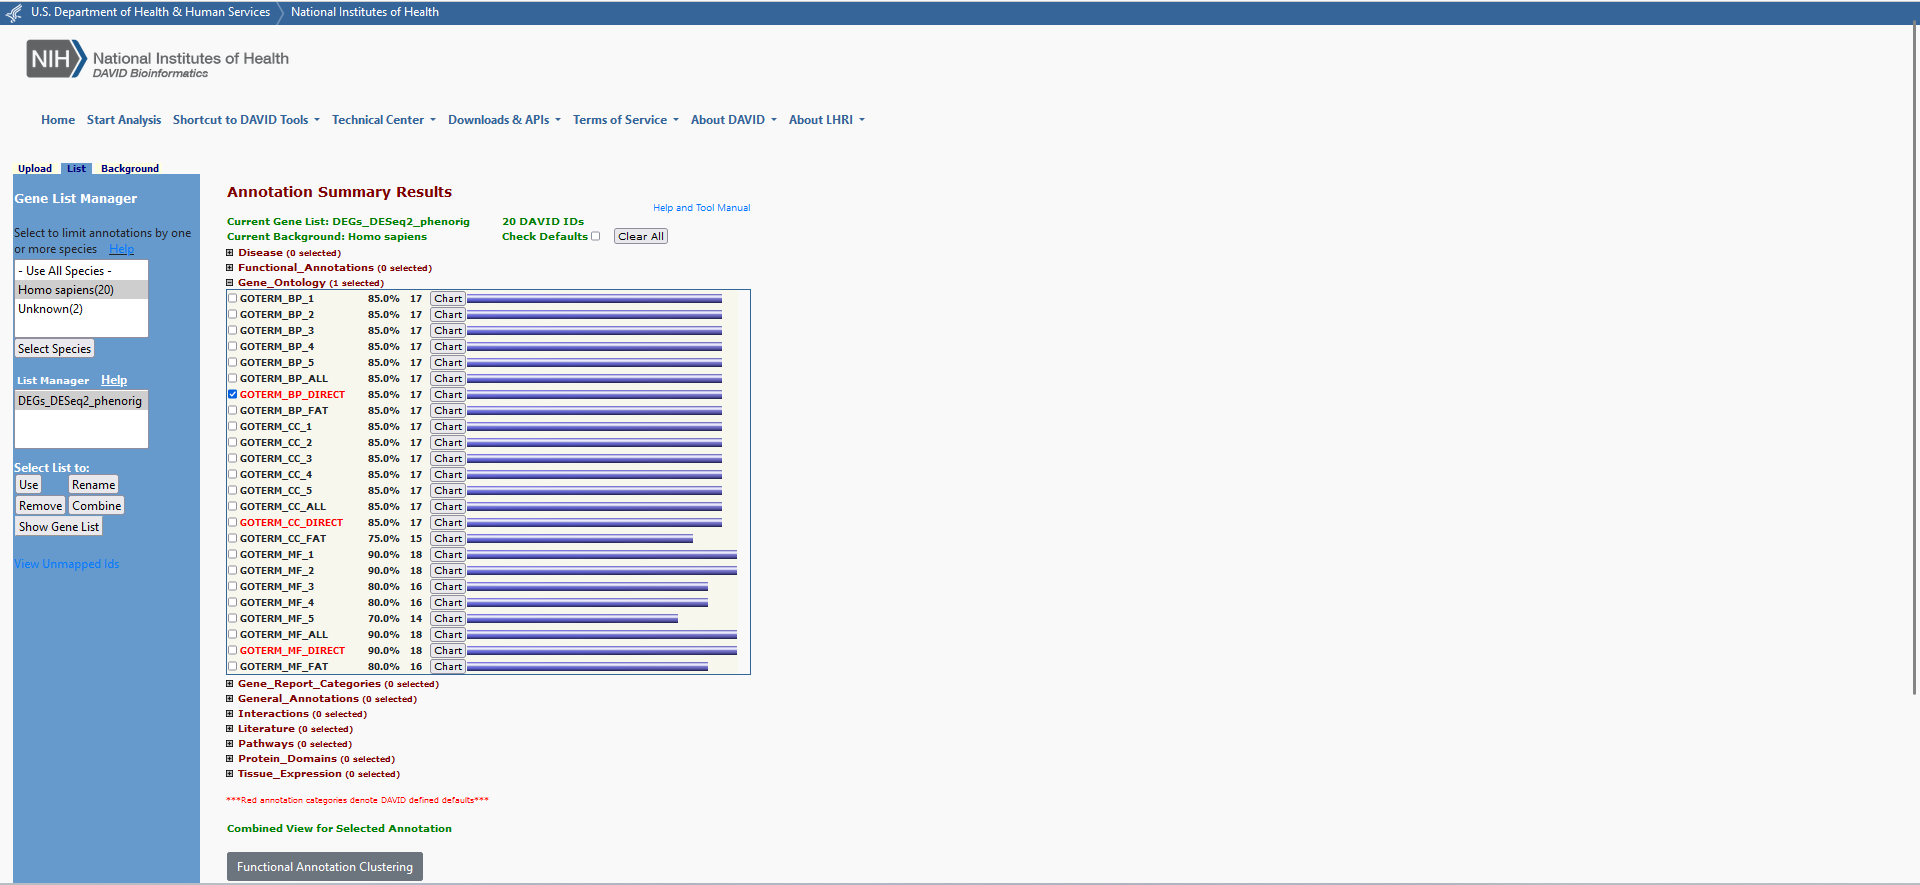 U.S. Department of Health & Human Services National Institutes of Health
NIH National Institutes of Health
DAVID Bioinformatics
Home Start Analysis Shortcut to DAVID Tools Technical Center Downloads & APIs Terms of Service About DAVID About LHRI
Upload List Background
Gene List Manager
Select to limit annotations by one
or more species Help
- Use All Species -
Homo sapiens(20)
Unknown(2)
Select Species
List Manager Help
DEGs_DESeq2_phenorig
Select List to:
Use Rename
Remove Combine
Show Gene List
View Unmapped Ids
Annotation Summary Results
Help and Tool Manual
Current Gene List: DEGs_DESeq2_phenorig 20 DAVID IDs
Current Background: Homo sapiens Check Defaults Clear All
Disease (0 selected)
Functional_Annotations (0 selected)
Gene_Ontology (1 selected)
GOTERM_BP_1 85.0% 17 Chart
GOTERM_BP_2 85.0% 17 Chart
GOTERM_BP_3 85.0% 17 Chart
GOTERM_BP_4 85.0% 17 Chart
GOTERM_BP_5 85.0% 17 Chart
GOTERM_BP_ALL 85.0% 17 Chart
GOTERM_BP_DIRECT 85.0% 17 Chart
GOTERM_BP_FAT 85.0% 17 Chart
GOTERM_CC_1 85.0% 17 Chart
GOTERM_CC_2 85.0% 17 Chart
GOTERM_CC_3 85.0% 17 Chart
GOTERM_CC_4 85.0% 17 Chart
GOTERM_CC_5 85.0% 17 Chart
GOTERM_CC_ALL 85.0% 17 Chart
GOTERM_CC_DIRECT 85.0% 17 Chart
GOTERM_CC_FAT 75.0% 15 Chart
GOTERM_MF_1 90.0% 18 Chart
GOTERM_MF_2 90.0% 18 Chart
GOTERM_MF_3 80.0% 16 Chart
GOTERM_MF_4 80.0% 16 Chart
GOTERM_MF_5 70.0% 14 Chart
GOTERM_MF_ALL 90.0% 18 Chart
GOTERM_MF_DIRECT 90.0% 18 Chart
GOTERM_MF_FAT 80.0% 16 Chart
Gene_Report_Categories (0 selected)
General_Annotations (0 selected)
Interactions (0 selected)
Literature (0 selected)
Pathways (0 selected)
Protein_Domains (0 selected)
Tissue_Expression (0 selected)
***Red annotation categories denote DAVID defined defaults***
Combined View for Selected Annotation
Functional Annotation Clustering